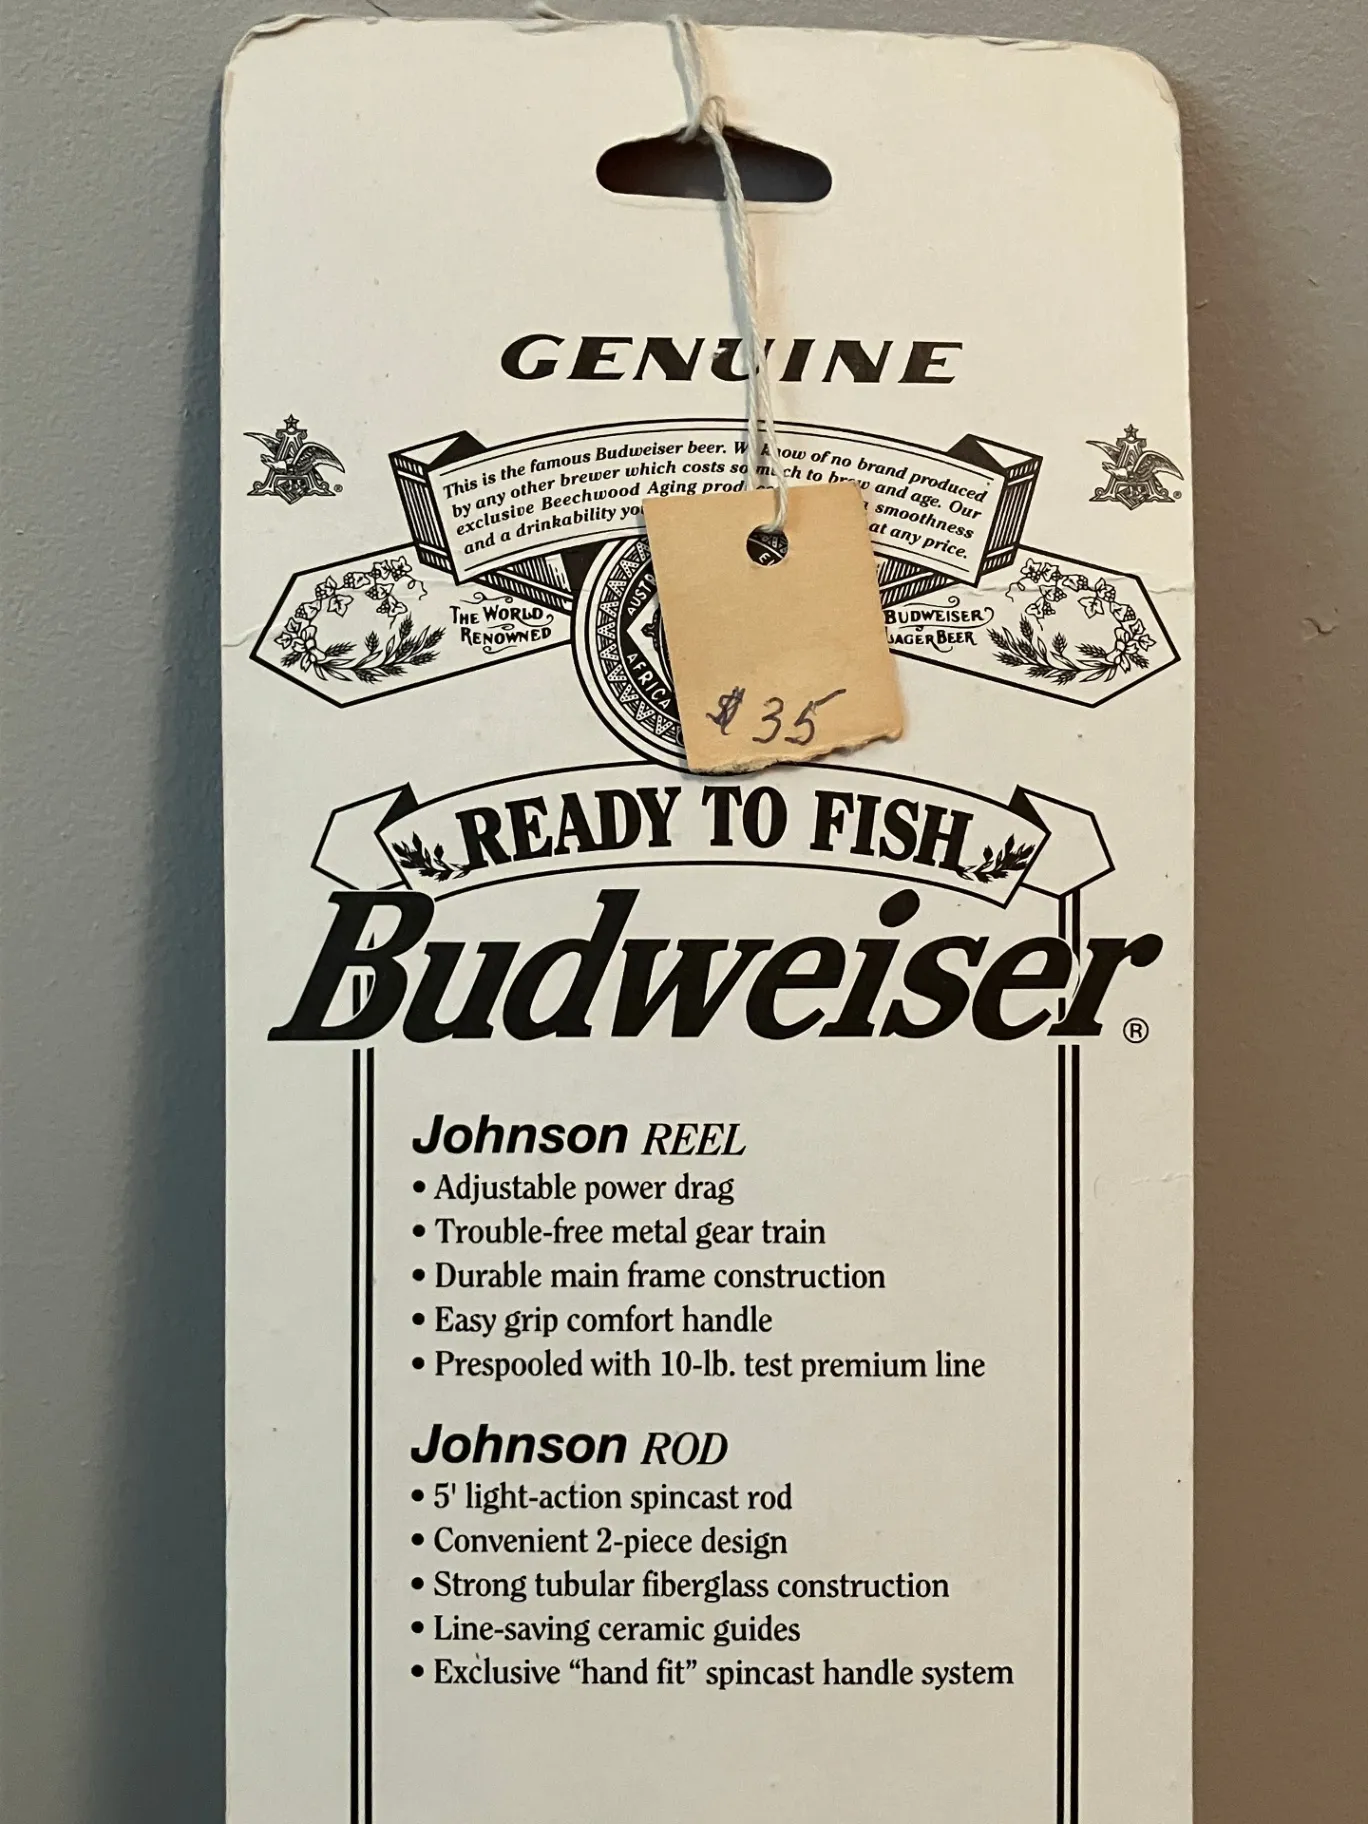 GENUINE
This is the famous Budweiser beer. We know of no brand produced
by any other brewer which costs so much to brew and age. Our
exclusive Beechwood Aging smoothness
and a drinkability at any price.
THE WORLD BUDWEISER
RENOWNED LAGER BEER
AFRICA
$35
READY TO FISH
Budweiser®
Johnson REEL
• Adjustable power drag
• Trouble-free metal gear train
• Durable main frame construction
• Easy grip comfort handle
• Prespooled with 10-lb. test premium line
Johnson ROD
• 5' light-action spincast rod
• Convenient 2-piece design
• Strong tubular fiberglass construction
• Line-saving ceramic guides
• Exclusive “hand fit” spincast handle system